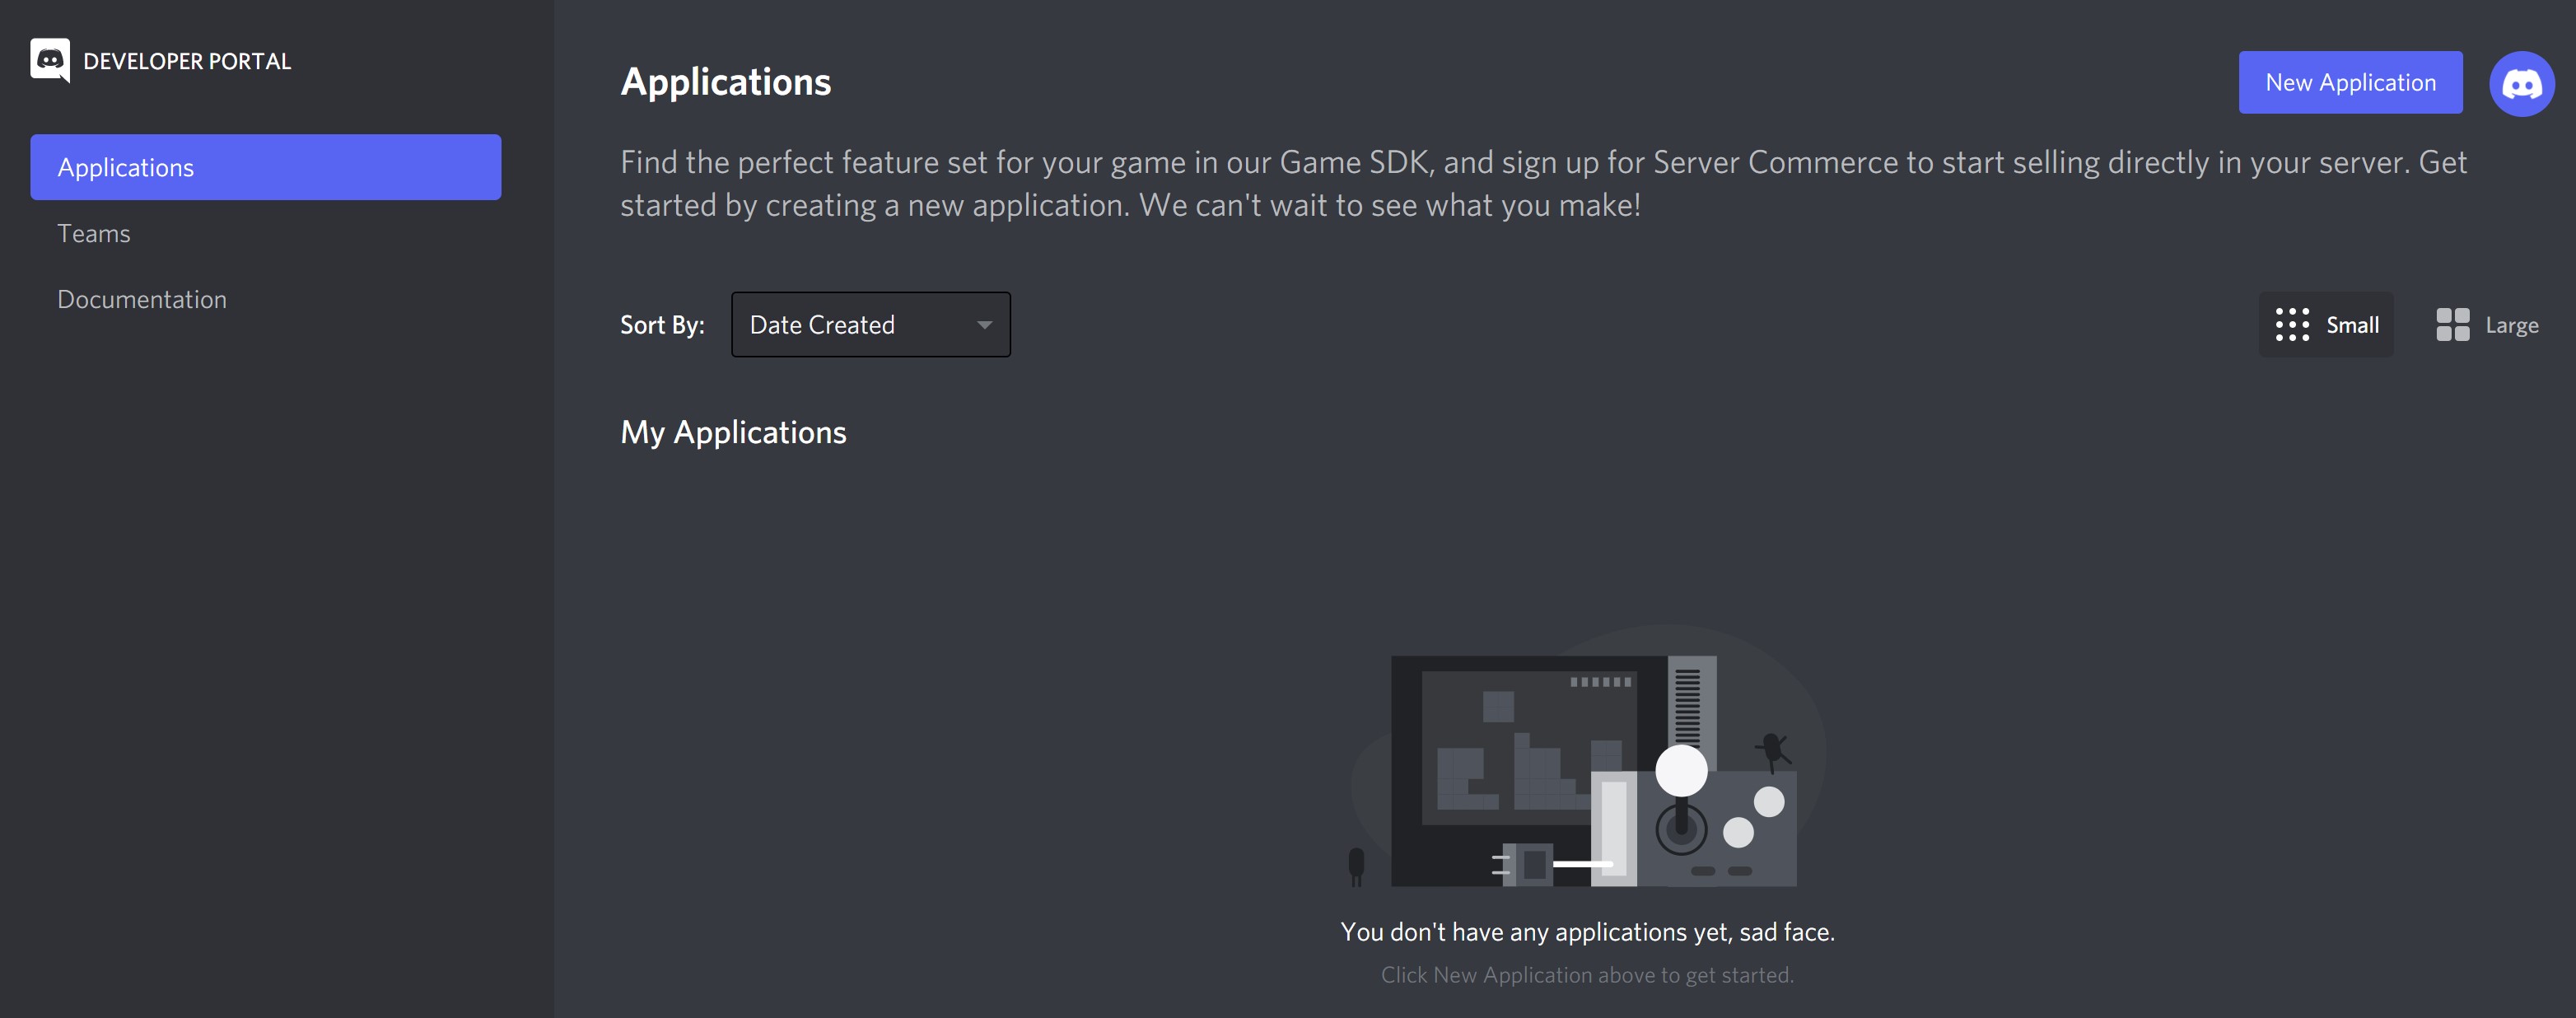 DEVELOPER PORTAL
Applications
Teams
Documentation
Applications
New Application
Find the perfect feature set for your game in our Game SDK, and sign up for Server Commerce to start selling directly in your server. Get
started by creating a new application. We can't wait to see what you make!
Sort By:
Date Created
Small
Large
My Applications
You don't have any applications yet, sad face.
Click New Application above to get started.